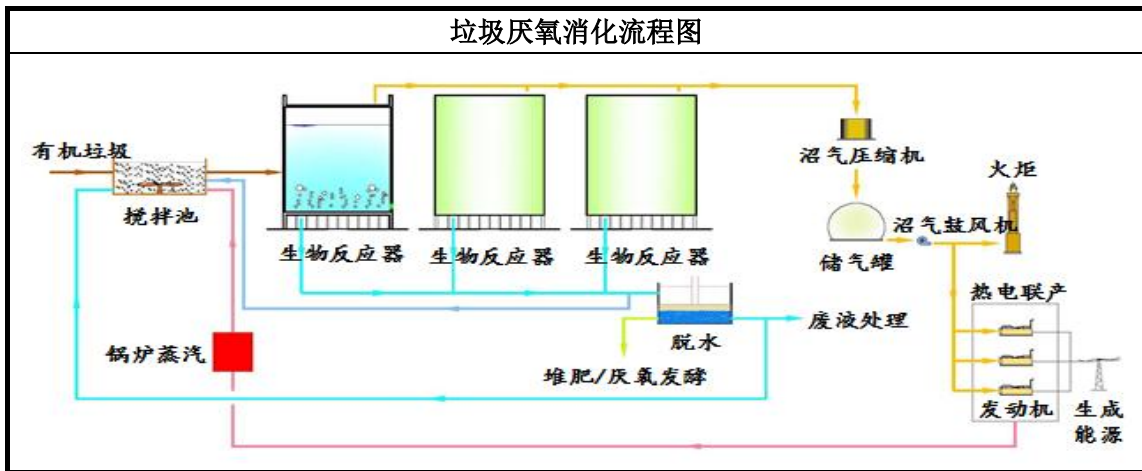 垃圾厌氧消化流程图
有机垃圾
搅拌池
生物反应器
生物反应器
生物反应器
沼气压缩机
火炬
沼气鼓风机
储气罐
热电联产
脱水
废液处理
锅炉蒸汽
堆肥/厌氧发酵
发动机
生成
能源